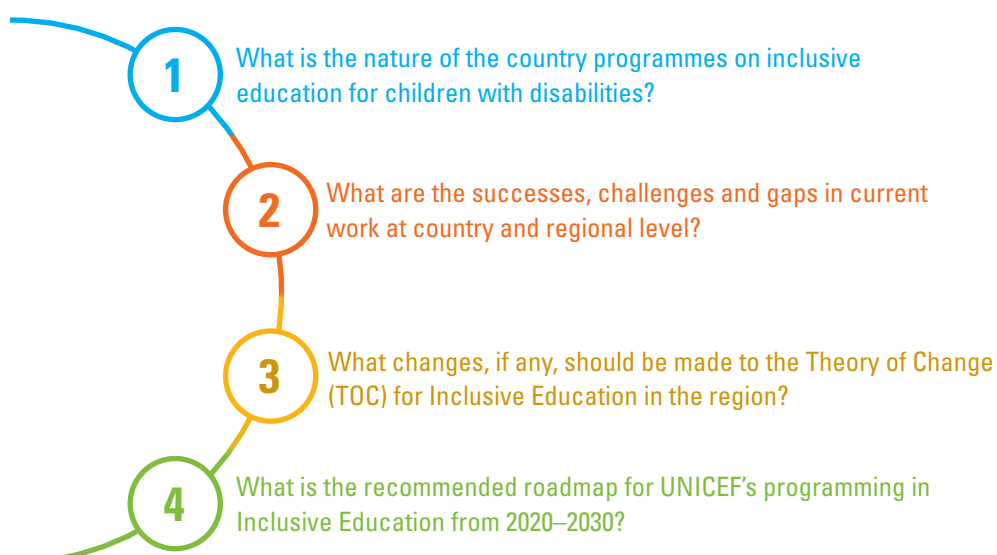 1
What is the nature of the country programmes on inclusive
education for children with disabilities?
2
What are the successes, challenges and gaps in current
work at country and regional level?
3
What changes, if any, should be made to the Theory of Change
(TOC) for Inclusive Education in the region?
4
What is the recommended roadmap for UNICEF’s programming in
Inclusive Education from 2020–2030?